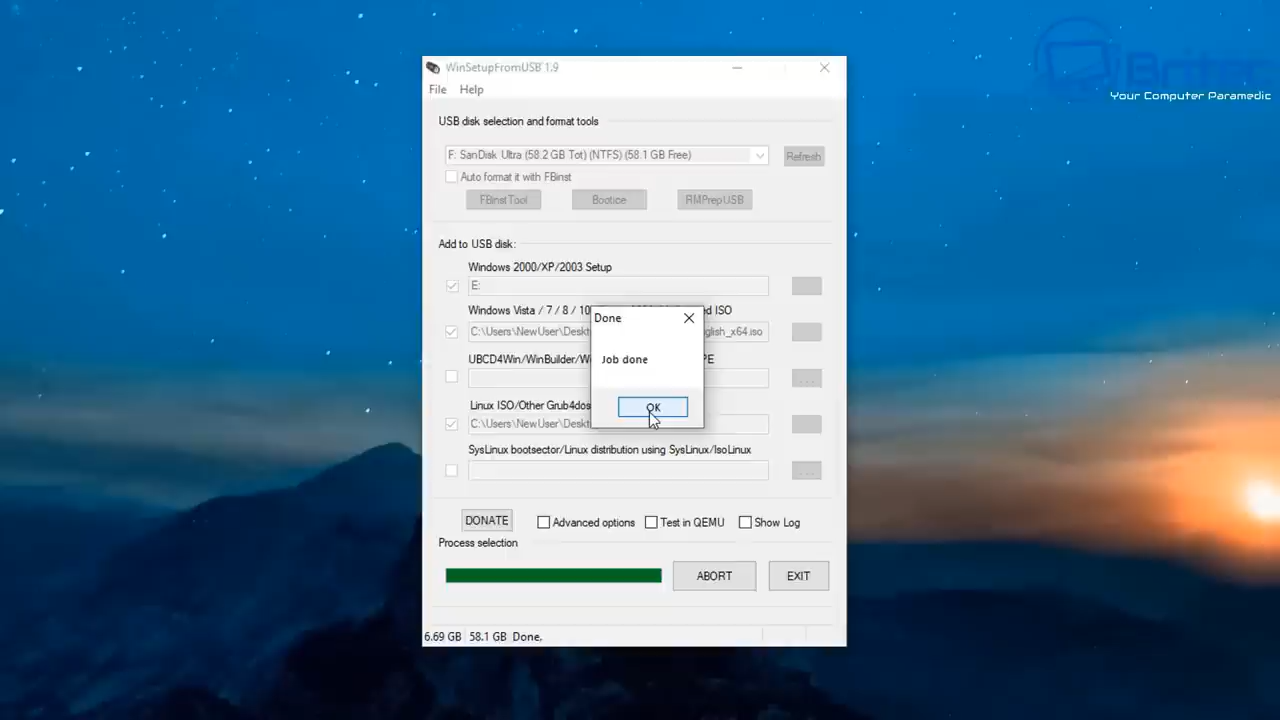 Britec
Your Computer Paramedic
WinSetupFromUSB 1.9
File Help
USB disk selection and format tools
F: SanDisk Ultra (58.2 GB Tot) (NTFS) (58.1 GB Free)
Refresh
Auto format it with FBinst
FBinstTool Bootice RMPrepUSB
Add to USB disk:
Windows 2000/XP/2003 Setup
E:
Windows Vista / 7 / 8 / 10 ed ISO
C:\Users\NewUser\Deskt glish_x64.iso
UBCD4Win/WinBuilder/W PE
...
Linux ISO/Other Grub4dos
C:\Users\NewUser\Deskt
SysLinux bootsector/Linux distribution using SysLinux/IsoLinux
...
Done
Job done
OK
DONATE Advanced options Test in QEMU Show Log
Process selection
ABORT EXIT
6.69 GB 58.1 GB Done.